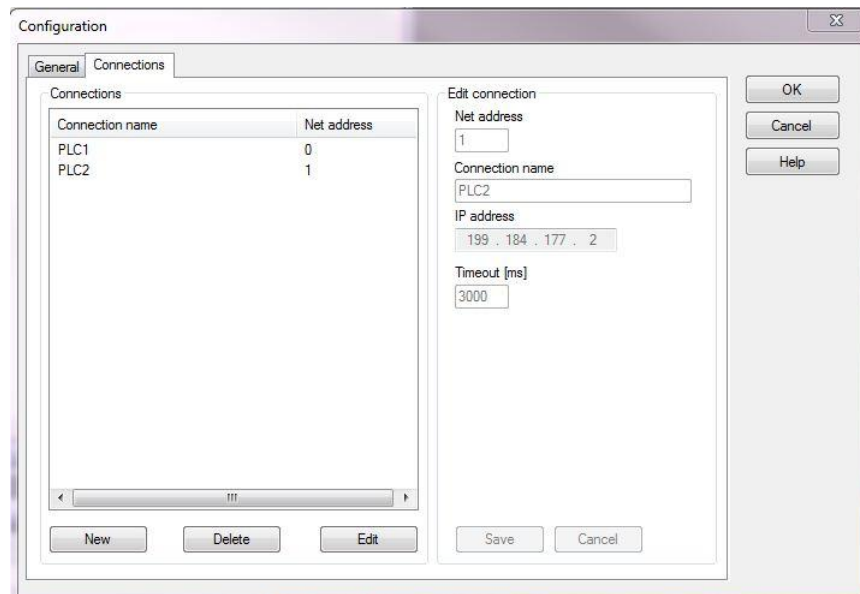 Configuration
General
Connections
Connections
Connection name Net address
PLC1 0
PLC2 1
New
Delete
Edit
Edit connection
Net address
1
Connection name
PLC2
IP address
199 . 184 . 177 . 2
Timeout [ms]
3000
Save
Cancel
OK
Cancel
Help